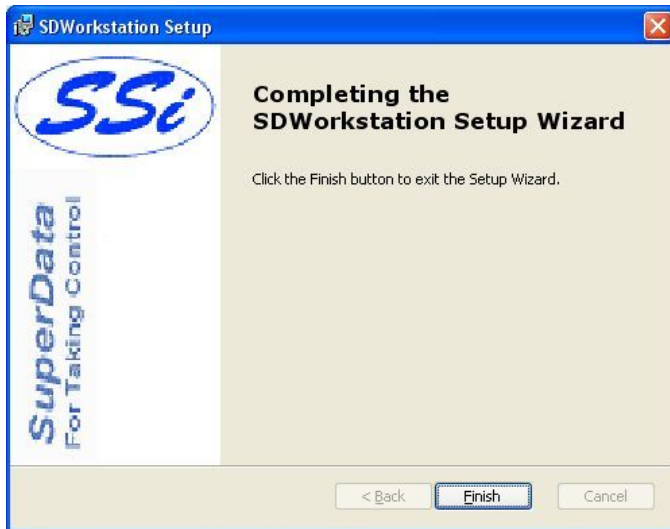 SDWorkstation Setup
SSi
SuperData
For Taking Control
Completing the
SDWorkstation Setup Wizard
Click the Finish button to exit the Setup Wizard.
< Back
Finish
Cancel